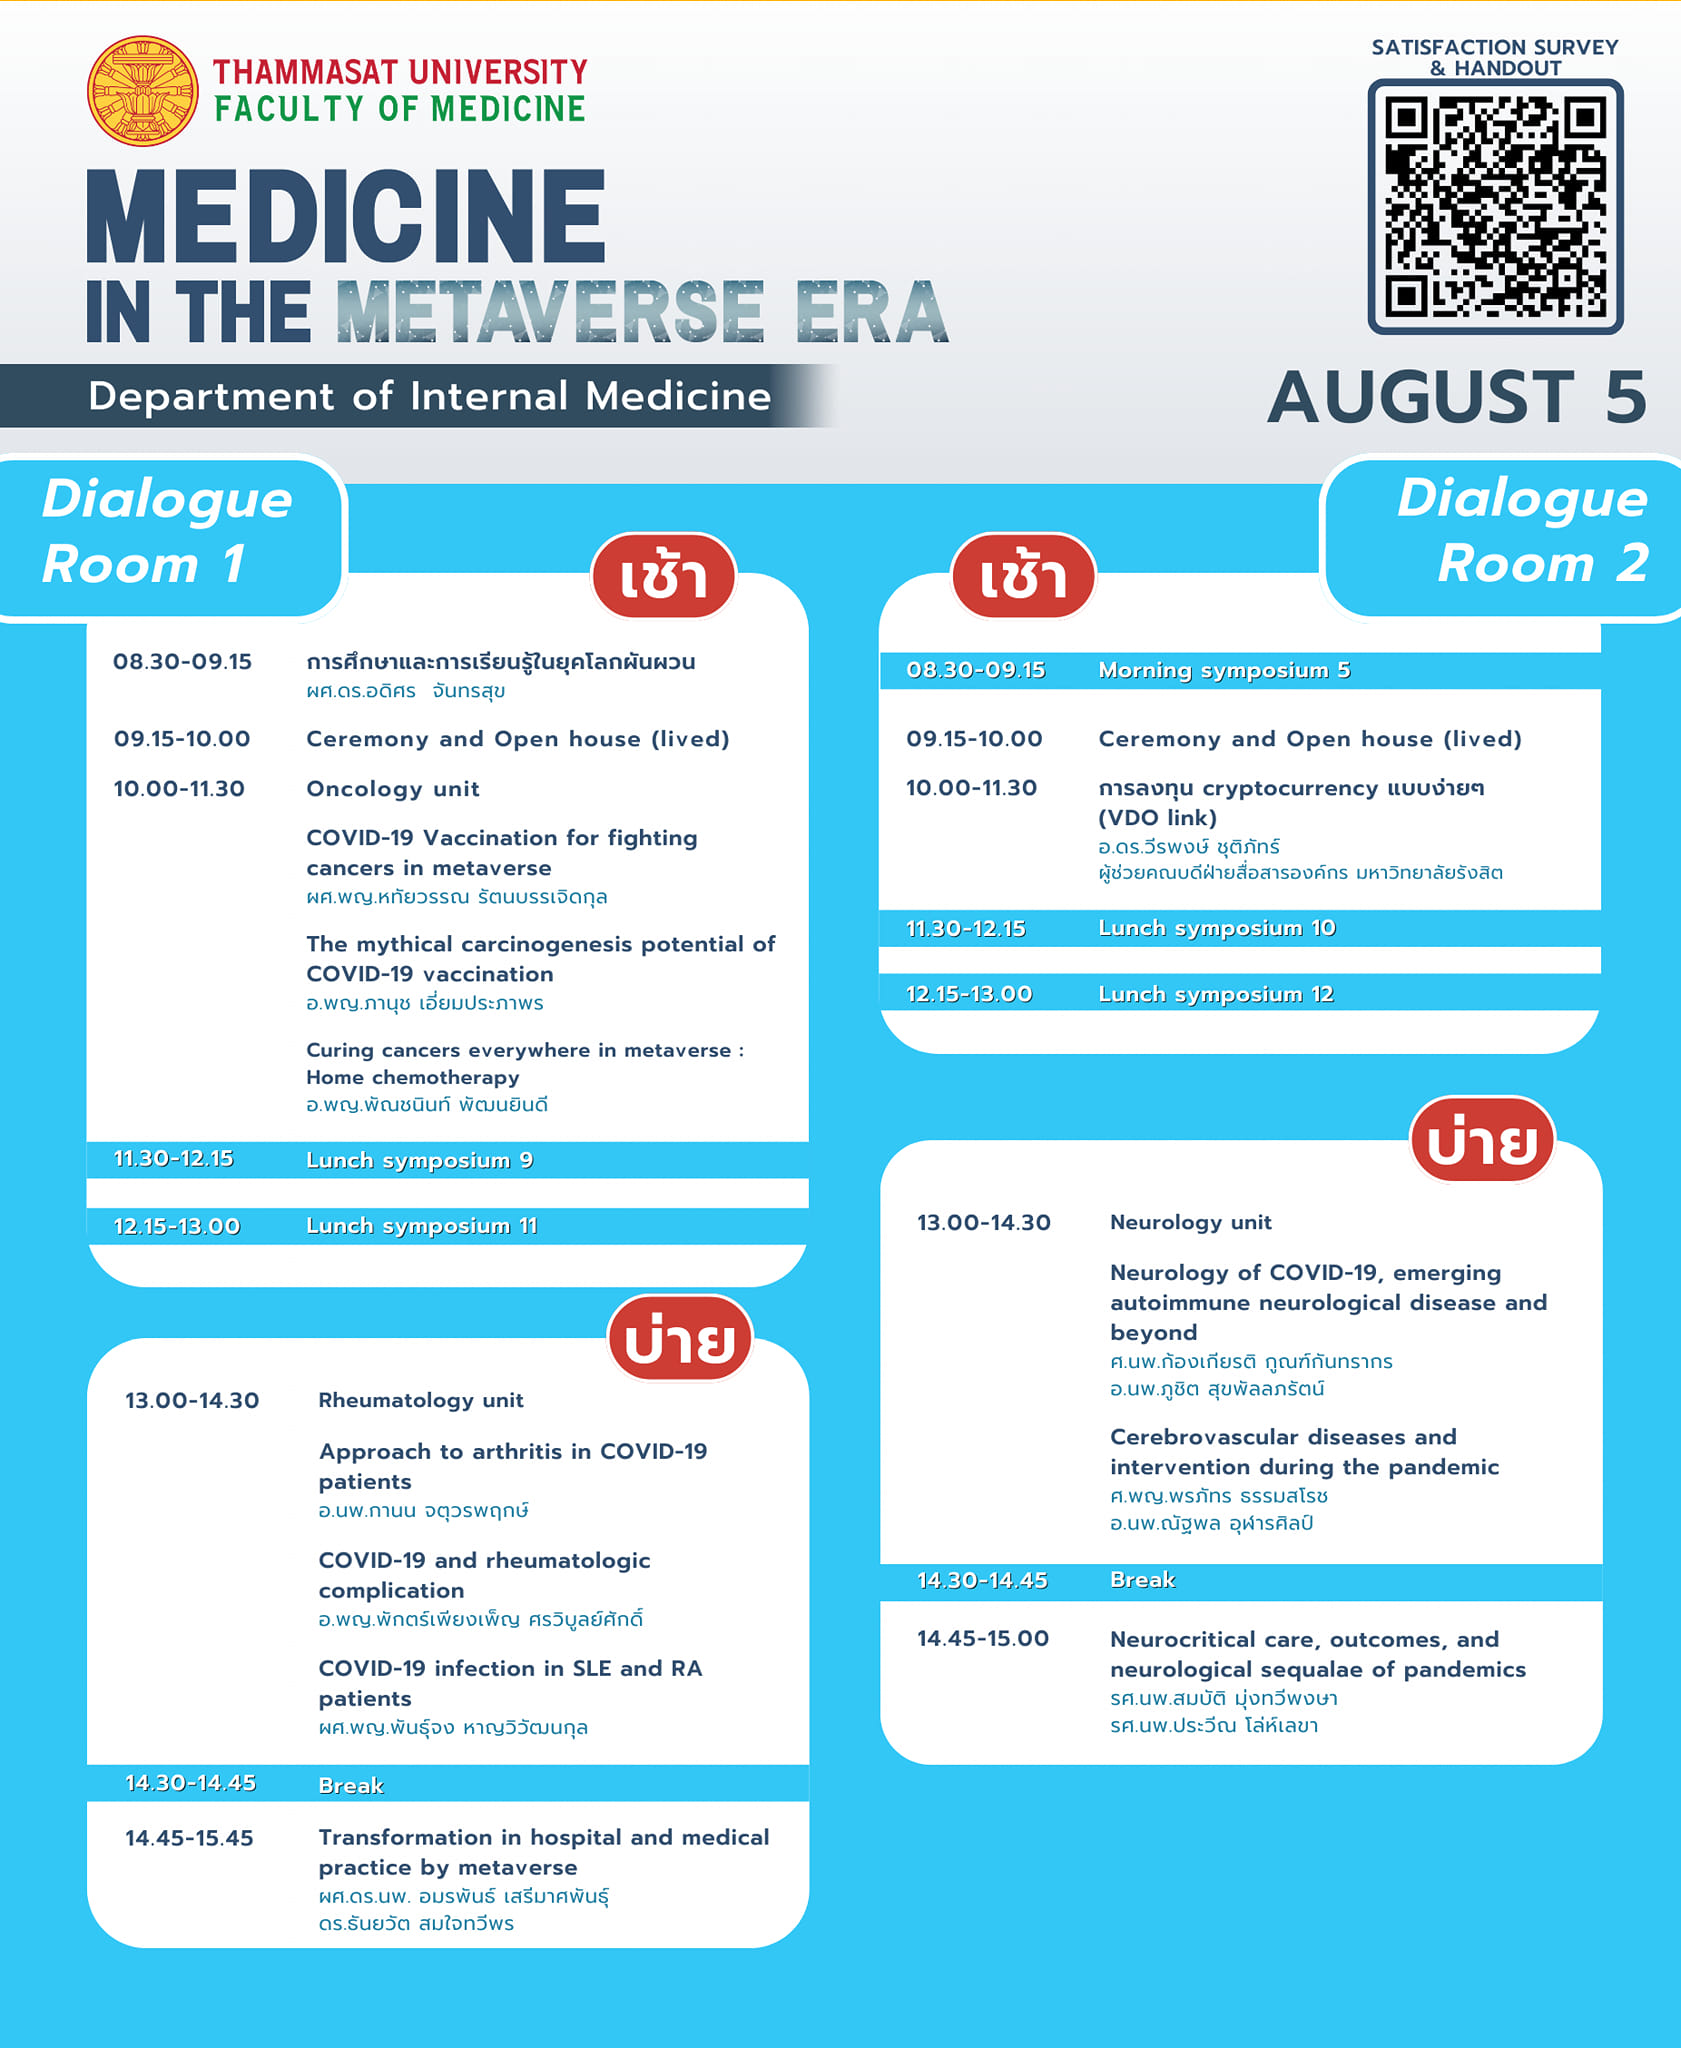 THAMMASAT UNIVERSITY
FACULTY OF MEDICINE
SATISFACTION SURVEY
& HANDOUT
MEDICINE
IN THE METAVERSE ERA
Department of Internal Medicine
AUGUST 5
Dialogue
Room 1
เช้า
08.30-09.15 การศึกษาและการเรียนรู้ในยุคโลกผันผวน
ผศ.ดร.อดิศร จันทรสุข
09.15-10.00 Ceremony and Open house (lived)
10.00-11.30 Oncology unit
COVID-19 Vaccination for fighting
cancers in metaverse
ผศ.พญ.หทัยวรรณ รัตนบรรเจิดกุล
The mythical carcinogenesis potential of
COVID-19 vaccination
อ.พญ.ภานุช เอี่ยมประภาพร
Curing cancers everywhere in metaverse :
Home chemotherapy
อ.พญ.พัณชนินท์ พัฒนยินดี
11.30-12.15 Lunch symposium 9
12.15-13.00 Lunch symposium 11
บ่าย
13.00-14.30 Rheumatology unit
Approach to arthritis in COVID-19
patients
อ.นพ.กานน จตุวรพฤกษ์
COVID-19 and rheumatologic
complication
อ.พญ.พักตร์เพียงเพ็ญ ศรวิบูลย์ศักดิ์
COVID-19 infection in SLE and RA
patients
ผศ.พญ.พันธุ์จง หาญวิวัฒนกุล
14.30-14.45 Break
14.45-15.45 Transformation in hospital and medical
practice by metaverse
ผศ.ดร.นพ. อมรพันธ์ เสรีมาศพันธุ์
ดร.ธันยวัต สมใจทวีพร
Dialogue
Room 2
เช้า
08.30-09.15 Morning symposium 5
09.15-10.00 Ceremony and Open house (lived)
10.00-11.30 การลงทุน cryptocurrency แบบง่ายๆ
(VDO link)
อ.ดร.วีรพงษ์ ชุติภัทร์
ผู้ช่วยคณบดีฝ่ายสื่อสารองค์กร มหาวิทยาลัยรังสิต
11.30-12.15 Lunch symposium 10
12.15-13.00 Lunch symposium 12
บ่าย
13.00-14.30 Neurology unit
Neurology of COVID-19, emerging
autoimmune neurological disease and
beyond
ศ.นพ.ก้องเกียรติ กูณฑ์กันทรากร
อ.นพ.ภูชิต สุขพัลลภรัตน์
Cerebrovascular diseases and
intervention during the pandemic
ศ.พญ.พรภัทร ธรรมสโรช
อ.นพ.ณัฐพล อุฬารศิลป์
14.30-14.45 Break
14.45-15.00 Neurocritical care, outcomes, and
neurological sequalae of pandemics
รศ.นพ.สมบัติ มุ่งทวีพงษา
รศ.นพ.ประวีณ โล่ห์เลขา